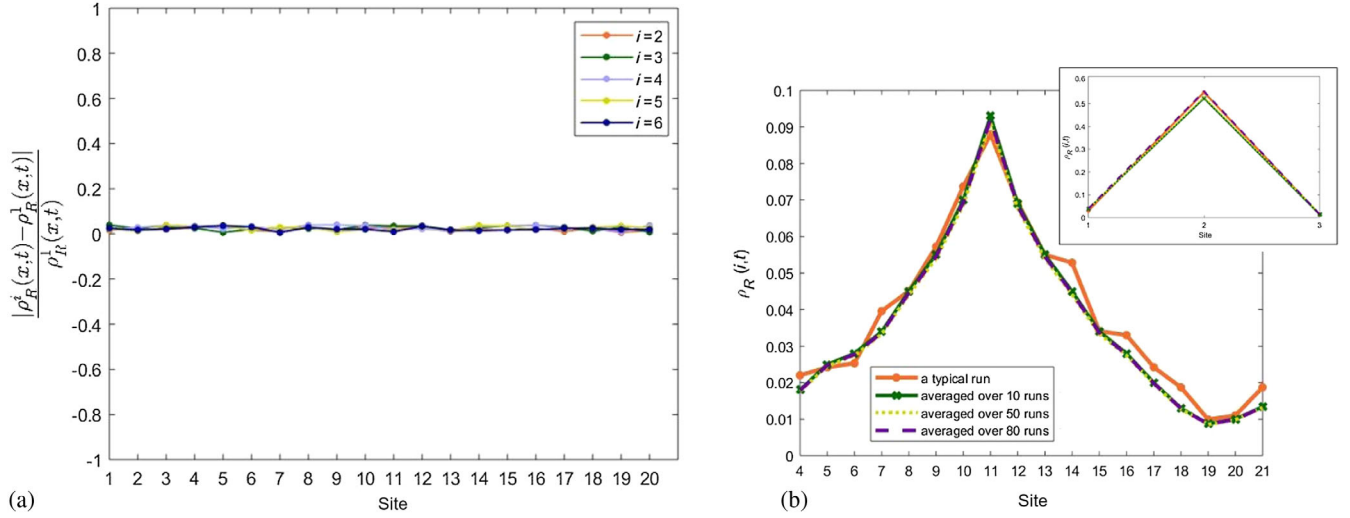 1
0.8
0.6
0.4
0.2
0
-0.2
-0.4
-0.6
-0.8
-1
|ρ_R^i(x,t)−ρ_R^1(x,t)|
ρ_R^1(x,t)
i=2
i=3
i=4
i=5
i=6
1 2 3 4 5 6 7 8 9 10 11 12 13 14 15 16 17 18 19 20
Site
(a)
0.1
0.09
0.08
0.07
0.06
0.05
0.04
0.03
0.02
0.01
0
ρ_R (i,t)
a typical run
averaged over 10 runs
averaged over 50 runs
averaged over 80 runs
4 5 6 7 8 9 10 11 12 13 14 15 16 17 18 19 20 21
Site
(b)
0.6
0.5
0.4
0.3
0.2
0.1
0
ρ_R (i,t)
1 2 3
Site